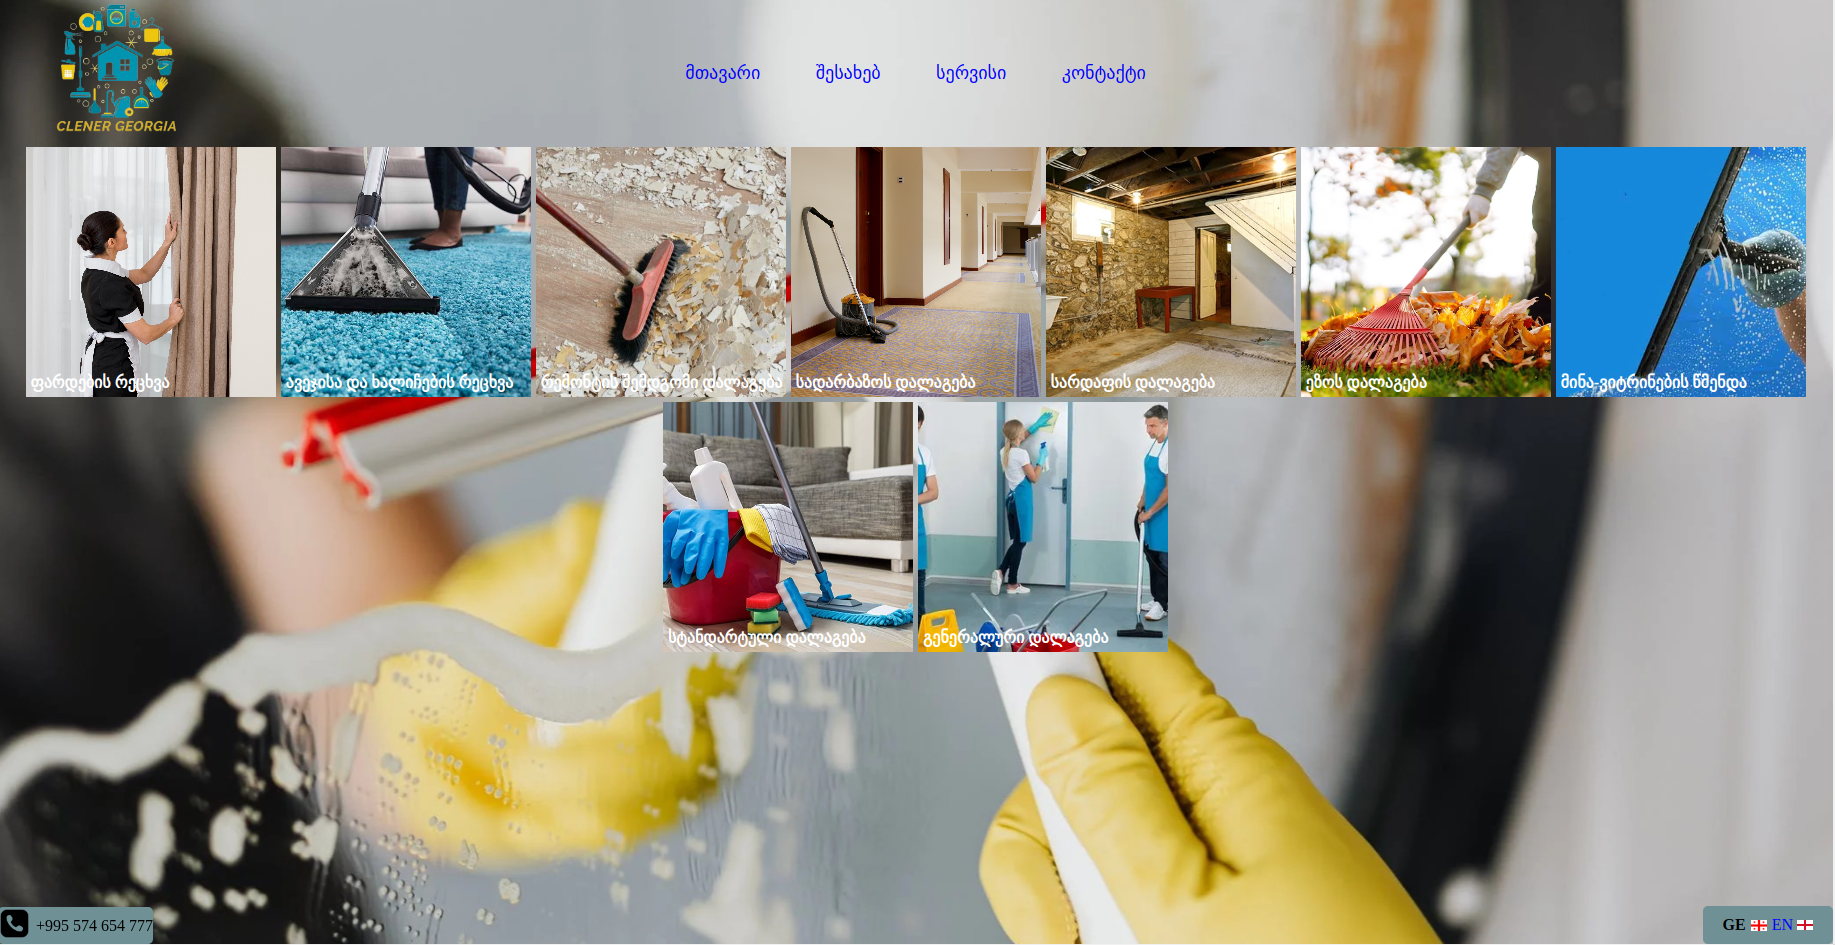 CLENER GEORGIA
მთავარი შესახებ სერვისი კონტაქტი
ფარდების რეცხვა
ავეჯისა და ხალიჩების რეცხვა
რემონტის შემდგომი დალაგება
სადარბაზოს დალაგება
სარდაფის დალაგება
ეზოს დალაგება
მინა-ვიტრინების წმენდა
სტანდარტული დალაგება
გენერალური დალაგება
+995 574 654 777
GE EN